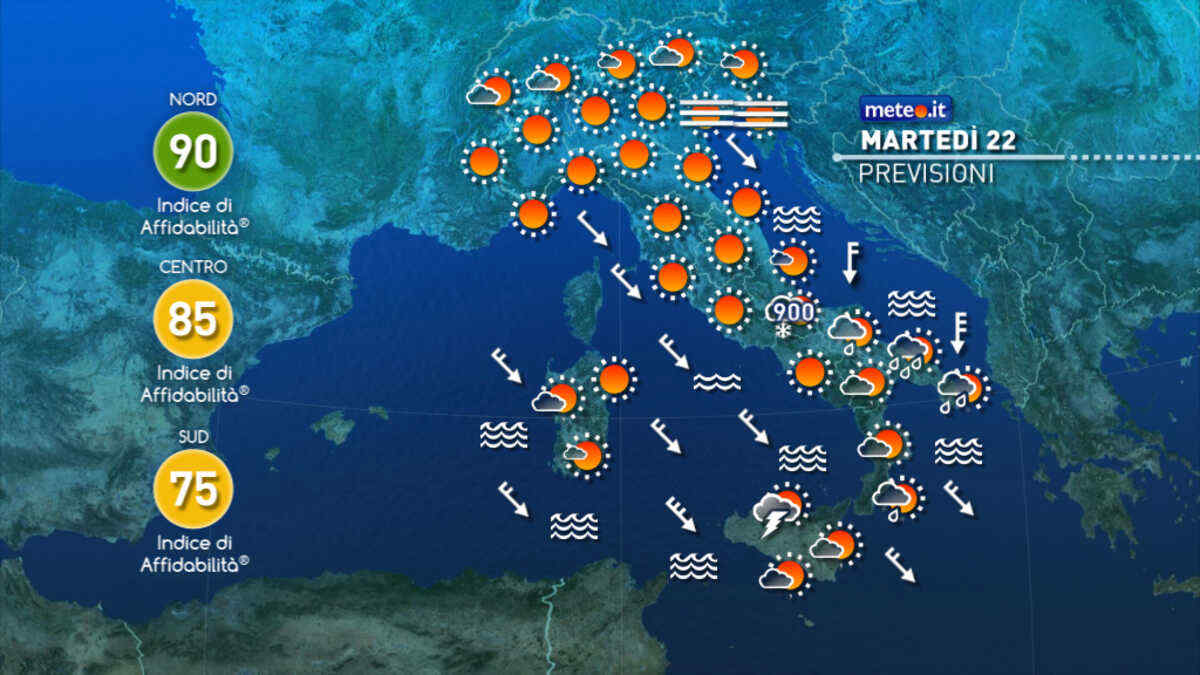 NORD
90
Indice di
Affidabilità®
CENTRO
85
Indice di
Affidabilità®
SUD
75
Indice di
Affidabilità®
meteo.it
MARTEDÌ 22
PREVISIONI
900